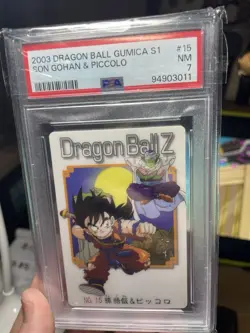 2003 DRAGON BALL GUMICA S1 #15
SON GOHAN & PICCOLO NM
PSA 7
94903011
Dragon Ball Z
No.15 孫悟飯&ピッコロ